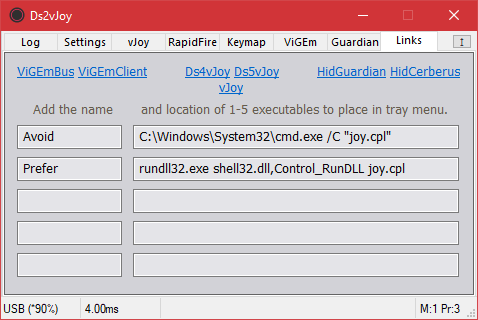 Ds2vJoy
Log Settings vJoy RapidFire Keymap ViGEm Guardian Links
ViGEmBus ViGEmClient Ds4vJoy Ds5vJoy HidGuardian HidCerberus
vJoy
Add the name and location of 1-5 executables to place in tray menu.
Avoid C:\Windows\System32\cmd.exe /C "joy.cpl"
Prefer rundll32.exe shell32.dll,Control_RunDLL joy.cpl
USB (*90%) 4.00ms M:1 Pr:3